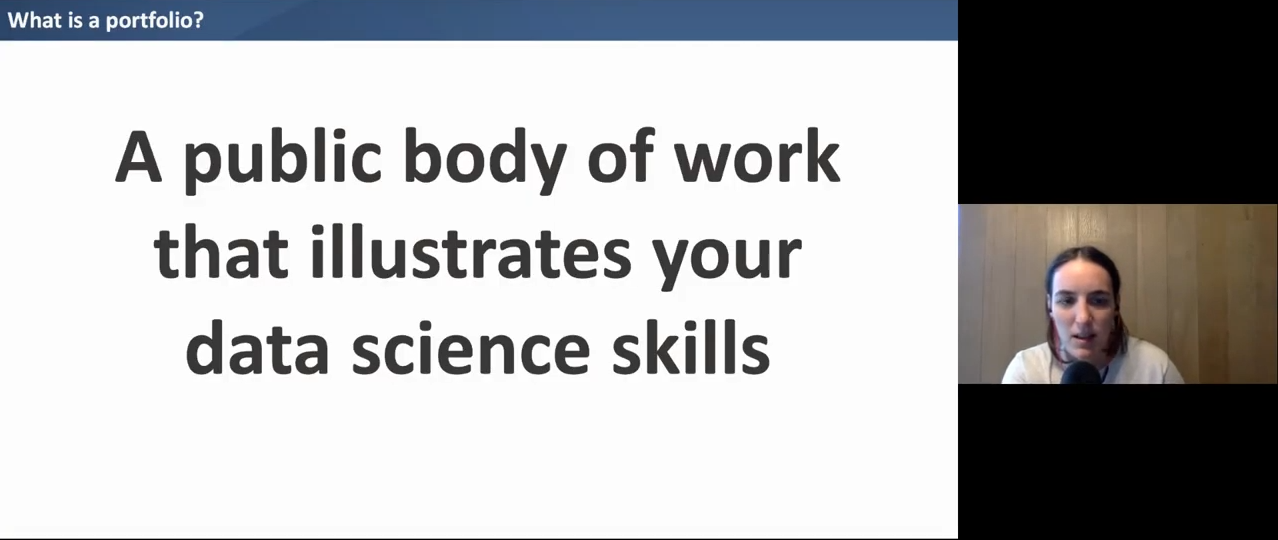 What is a portfolio?
A public body of work
that illustrates your
data science skills